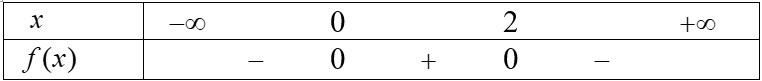 x −∞ 0 2 +∞
f(x) − 0 + 0 −